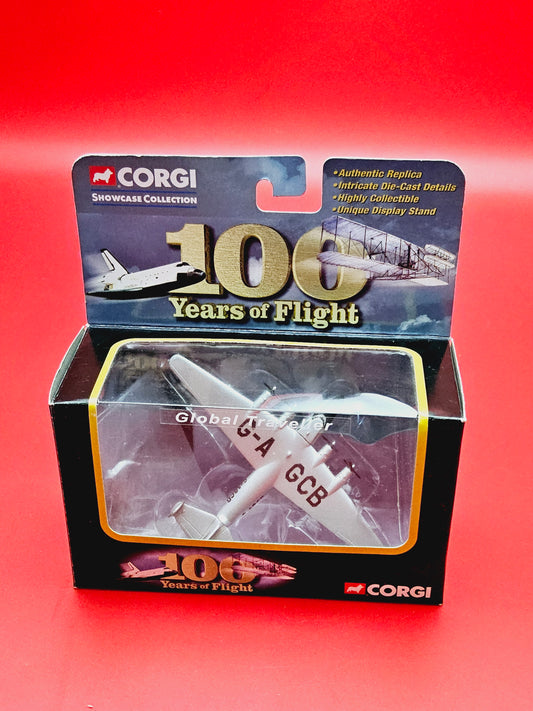 CORGI
SHOWCASE COLLECTION
• Authentic Replica
• Intricate Die-Cast Details
• Highly Collectible
• Unique Display Stand
100
Years of Flight
Global Traveller
G-A GCB
100
Years of Flight
CORGI